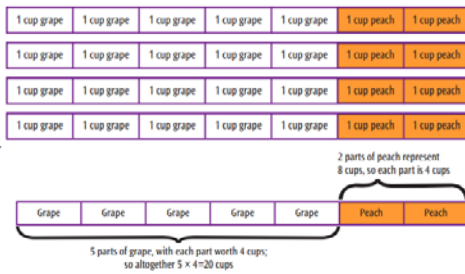 1 cup grape 1 cup grape 1 cup grape 1 cup grape 1 cup grape 1 cup peach 1 cup peach
1 cup grape 1 cup grape 1 cup grape 1 cup grape 1 cup grape 1 cup peach 1 cup peach
1 cup grape 1 cup grape 1 cup grape 1 cup grape 1 cup grape 1 cup peach 1 cup peach
1 cup grape 1 cup grape 1 cup grape 1 cup grape 1 cup grape 1 cup peach 1 cup peach
2 parts of peach represent
8 cups, so each part is 4 cups
Grape Grape Grape Grape Grape Peach Peach
5 parts of grape, with each part worth 4 cups;
so altogether 5 × 4=20 cups